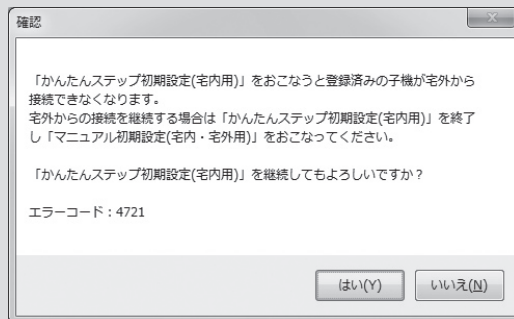 確認
「かんたんステップ初期設定(宅内用)」をおこなうと登録済みの子機が宅外から
接続できなくなります。
宅外からの接続を継続する場合は「かんたんステップ初期設定(宅内用)」を終了
し「マニュアル初期設定(宅内・宅外用)」をおこなってください。
「かんたんステップ初期設定(宅内用)」を継続してもよろしいですか？
エラーコード：4721
はい(Y)
いいえ(N)